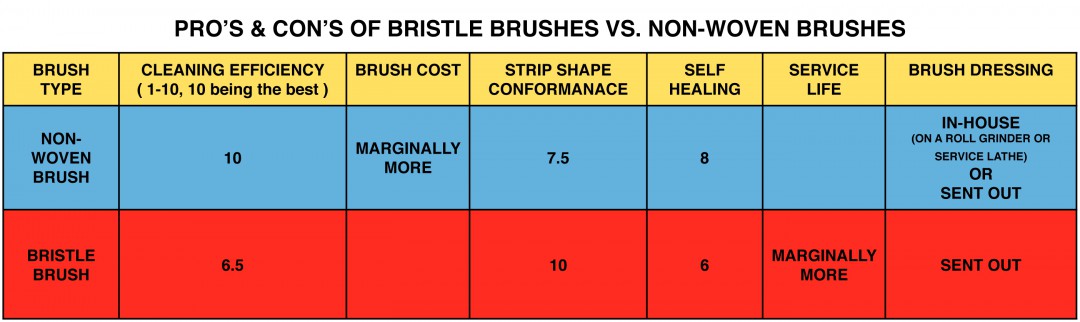 PRO'S & CON'S OF BRISTLE BRUSHES VS. NON-WOVEN BRUSHES
BRUSH
TYPE
CLEANING EFFICIENCY
( 1-10, 10 being the best )
BRUSH COST
STRIP SHAPE
CONFORMANACE
SELF
HEALING
SERVICE
LIFE
BRUSH DRESSING
NON-
WOVEN
BRUSH
10
MARGINALLY
MORE
7.5
8
IN-HOUSE
(ON A ROLL GRINDER OR
SERVICE LATHE)
OR
SENT OUT
BRISTLE
BRUSH
6.5
10
6
MARGINALLY
MORE
SENT OUT